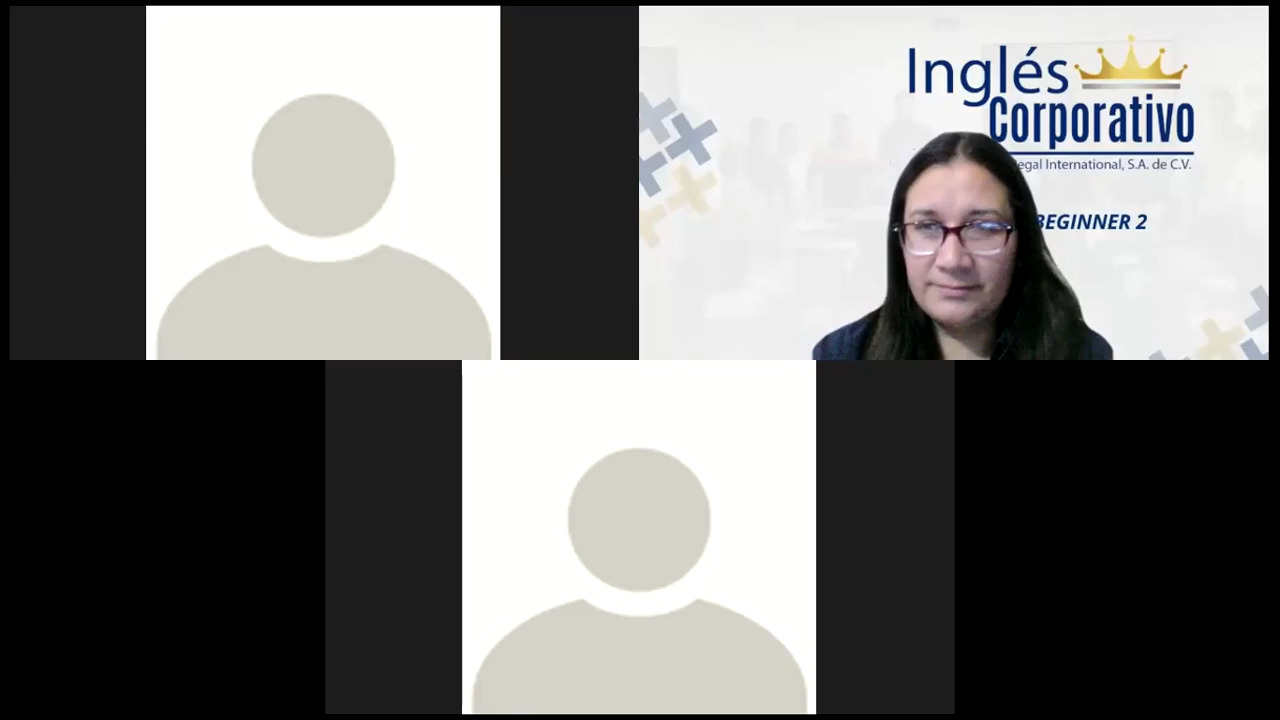 Inglés
Corporativo
egal International, S.A. de C.V.
BEGINNER 2